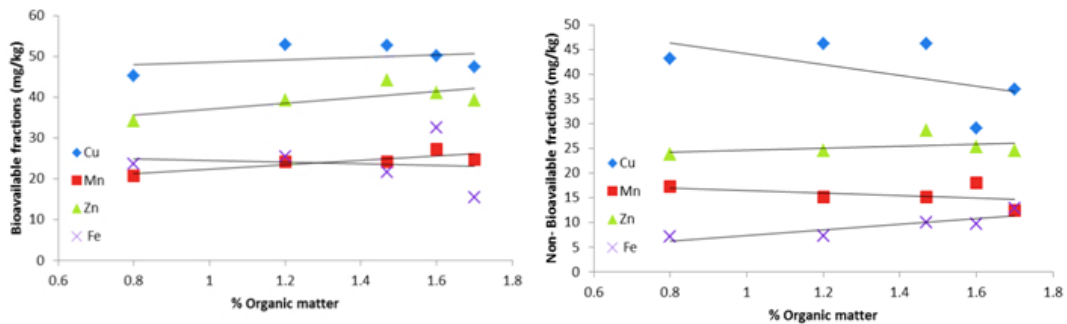 Bioavailable fractions (mg/kg)
60
50
40
30
20
10
0
Cu
Mn
Zn
Fe
0.6 0.8 1 1.2 1.4 1.6 1.8
% Organic matter
Non- Bioavailable fractions (mg/kg)
50
45
40
35
30
25
20
15
10
5
0
Cu
Mn
Zn
Fe
0.6 0.8 1 1.2 1.4 1.6 1.8
% Organic matter